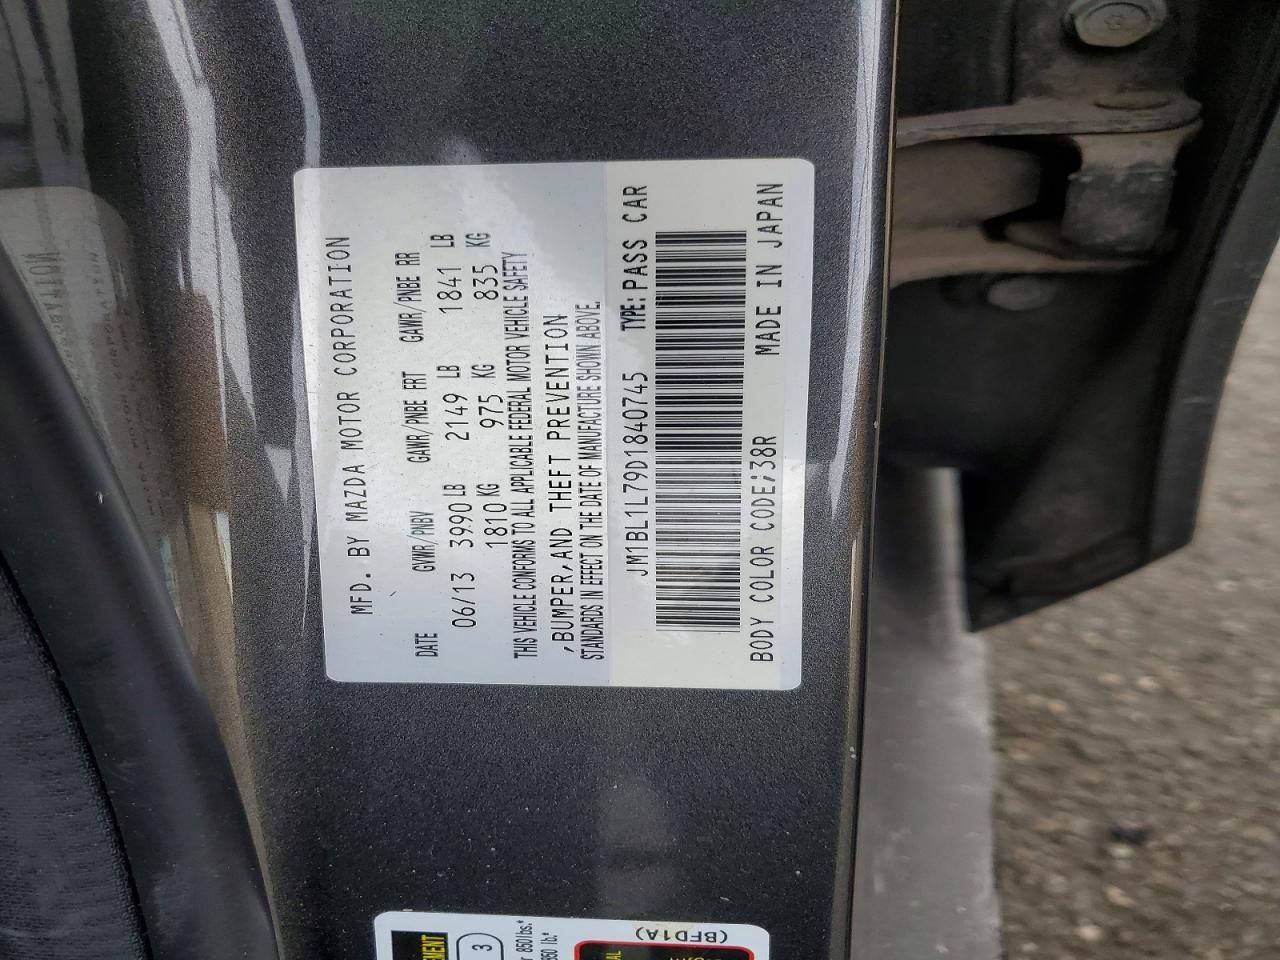 MFD. BY MAZDA MOTOR CORPORATION
DATE GVWR/PNBV GAWR/PNBE FRT GAWR/PNBE RR
06/13 3990 LB 2149 LB 1841 LB
1810 KG 975 KG 835 KG
THIS VEHICLE CONFORMS TO ALL APPLICABLE FEDERAL MOTOR VEHICLE SAFETY
,BUMPER,AND THEFT PREVENTION
STANDARDS IN EFFECT ON THE DATE OF MANUFACTURE SHOWN ABOVE.
JM1BL1L79D1840745 TYPE:PASS CAR
BODY COLOR CODE;38R MADE IN JAPAN
3
850 lbs.*
(BFD1A)